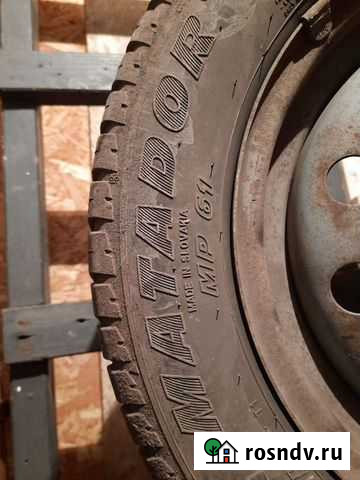 MATADOR
MADE IN SLOVAKIA
MP 61
rosndv.ru